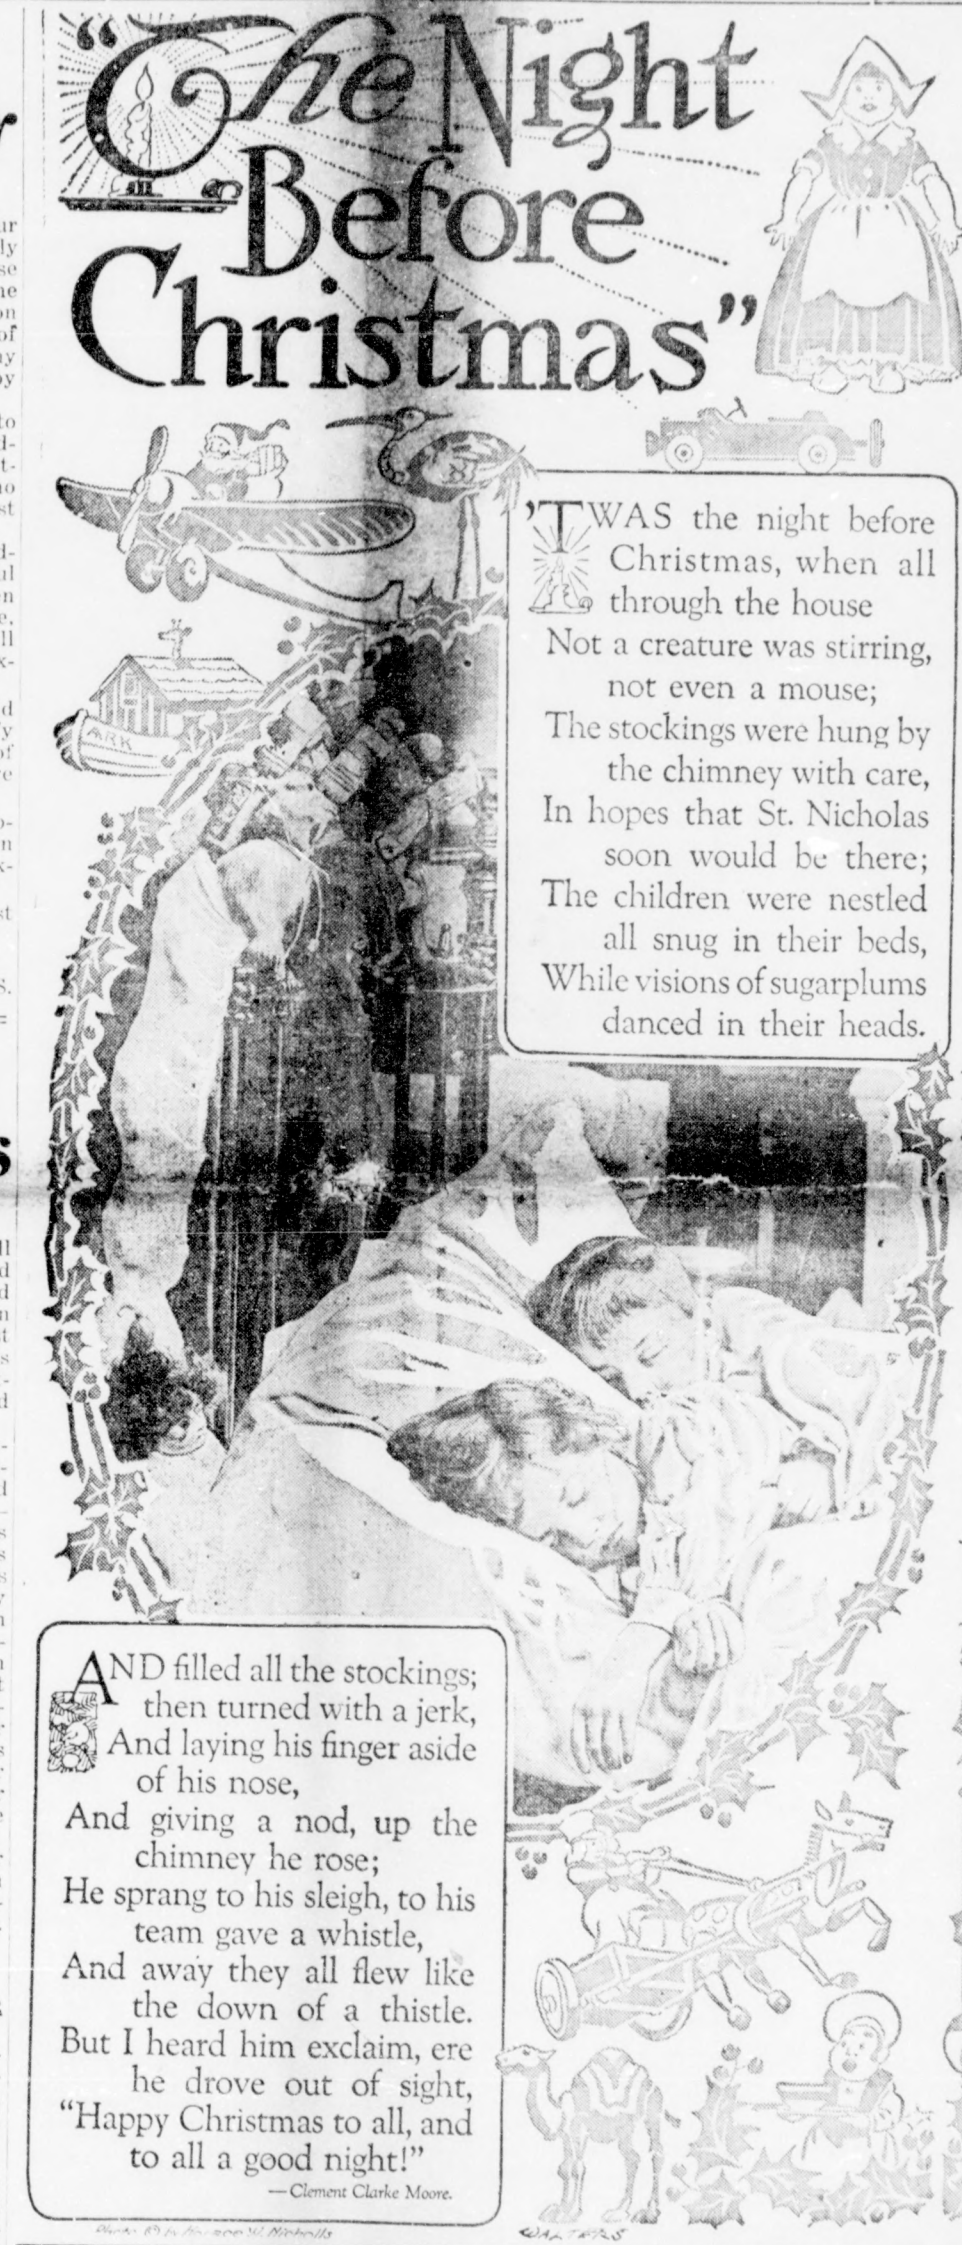 "The Night
Before
Christmas"
ARK
'TWAS the night before
Christmas, when all
through the house
Not a creature was stirring,
not even a mouse;
The stockings were hung by
the chimney with care,
In hopes that St. Nicholas
soon would be there;
The children were nestled
all snug in their beds,
While visions of sugarplums
danced in their heads.
AND filled all the stockings;
then turned with a jerk,
And laying his finger aside
of his nose,
And giving a nod, up the
chimney he rose;
He sprang to his sleigh, to his
team gave a whistle,
And away they all flew like
the down of a thistle.
But I heard him exclaim, ere
he drove out of sight,
"Happy Christmas to all, and
to all a good night!"
—Clement Clarke Moore.
Photo W. Nicholls
WALTERS